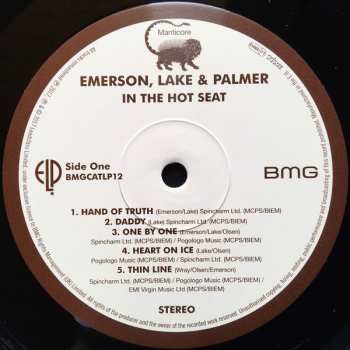 Manticore
EMERSON, LAKE & PALMER
IN THE HOT SEAT
ELP
Side One
BMGCATLP12
BMG
1. HAND OF TRUTH (Emerson/Lake) Spincharm Ltd. (MCPS/BIEM)
2. DADDY (Lake) Spincharm Ltd. (MCPS/BIEM)
3. ONE BY ONE (Emerson/Lake/Olsen)
Spincharm Ltd. (MCPS/BIEM) / Pogologo Music (MCPS/BIEM)
4. HEART ON ICE (Lake/Olsen)
Pogologo Music (MCPS/BIEM) / Spincharm Ltd. (MCPS/BIEM)
5. THIN LINE (Wray/Olsen/Emerson)
Spincharm Ltd. (MCPS/BIEM) / Pogologo Music (MCPS/BIEM) /
EMI Virgin Music Ltd (MCPS/BIEM)
STEREO